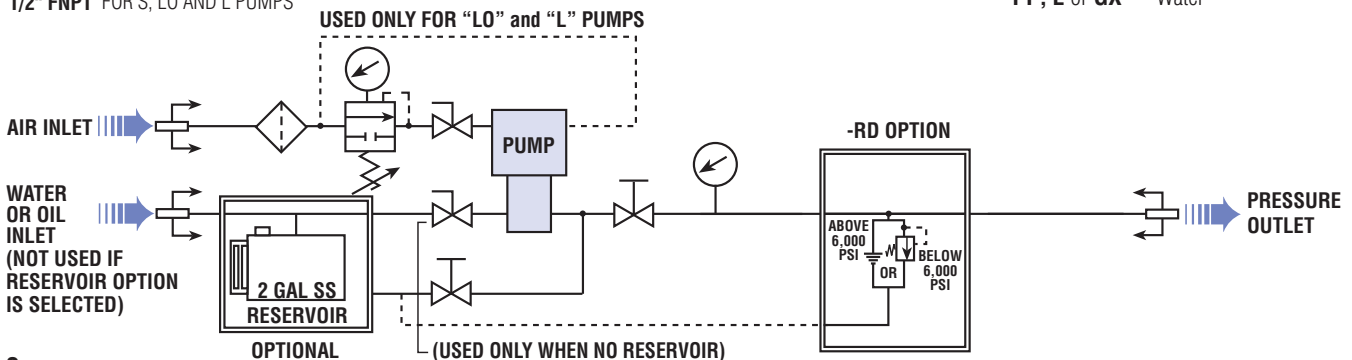 1/2" FNPT FOR S, LO AND L PUMPS
USED ONLY FOR “LO” and “L” PUMPS
Water
AIR INLET
PUMP
-RD OPTION
WATER
OR OIL
INLET
(NOT USED IF
RESERVOIR OPTION
IS SELECTED)
2 GAL SS
RESERVOIR
OPTIONAL
(USED ONLY WHEN NO RESERVOIR)
ABOVE
6,000
PSI
OR
BELOW
6,000
PSI
PRESSURE
OUTLET